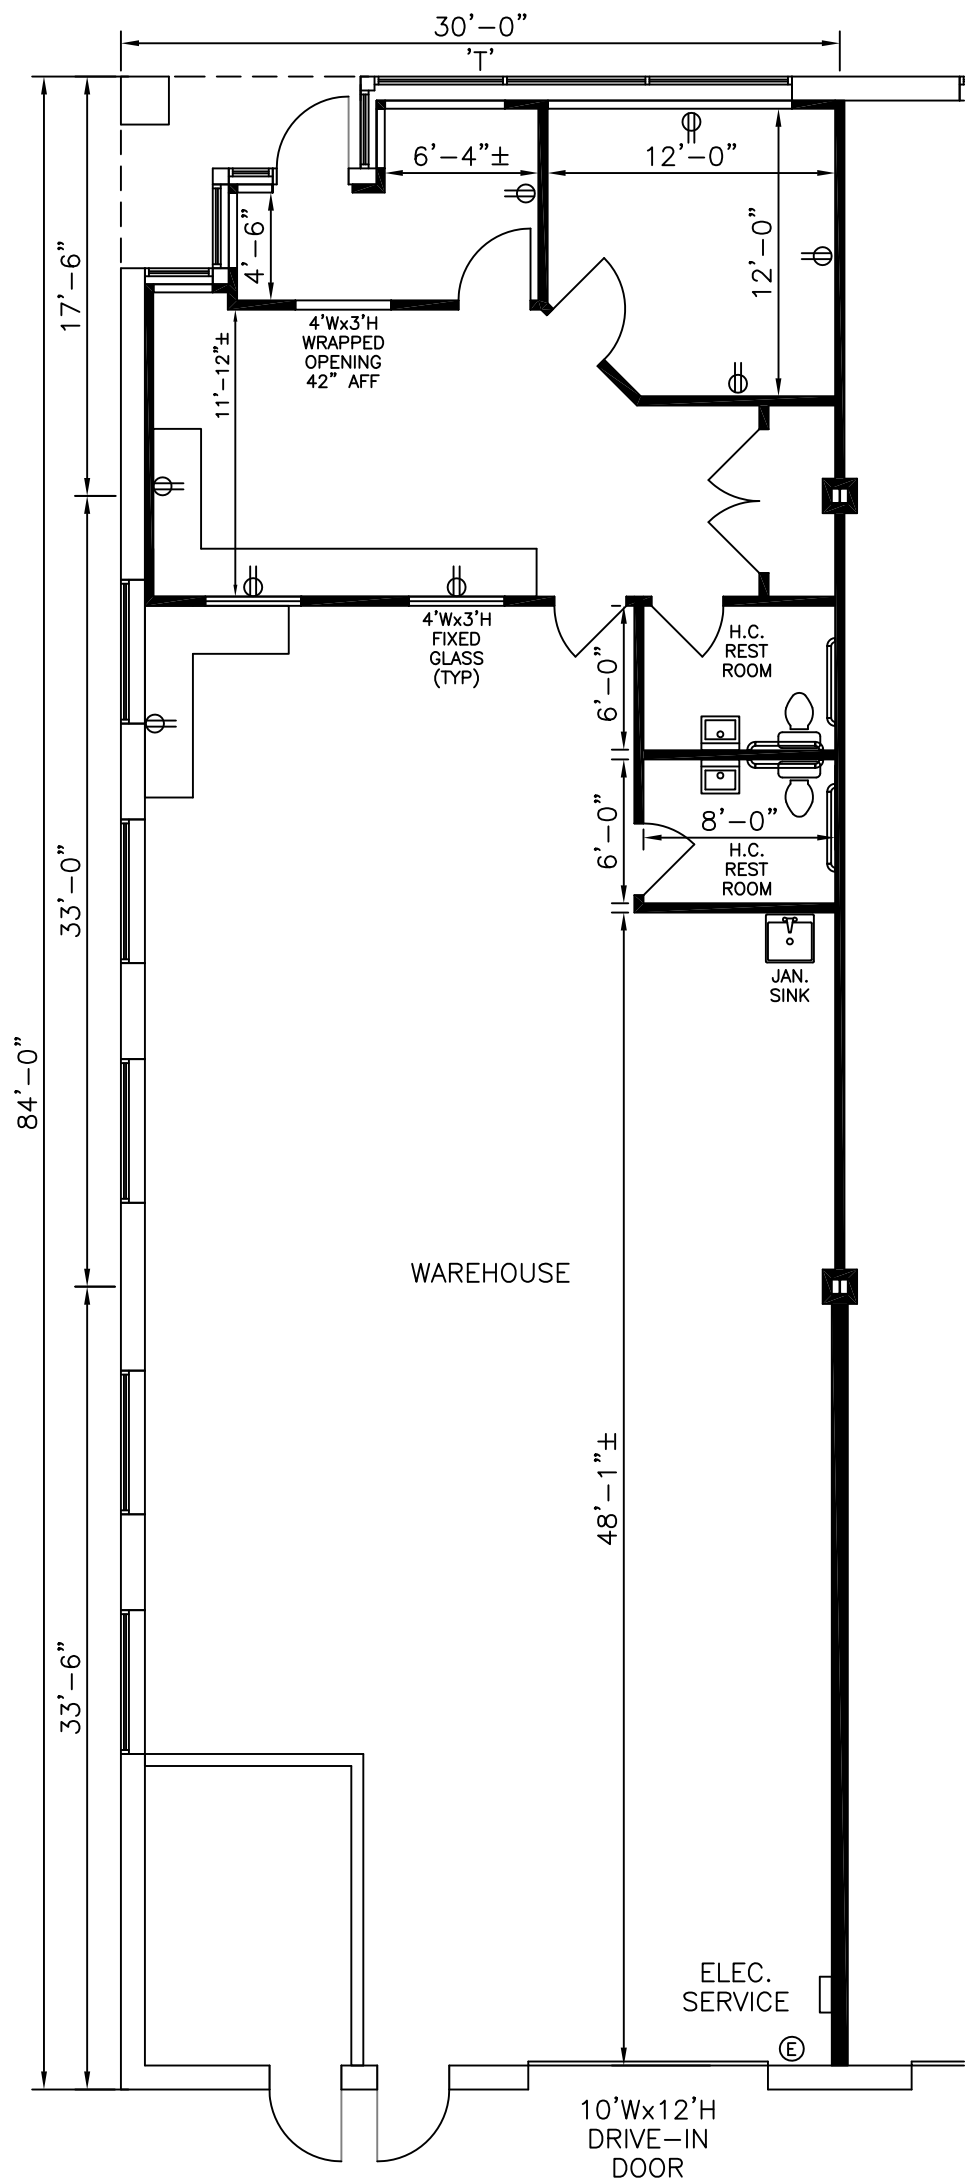 30'-0"
'T'
6'-4"±
12'-0"
4'-6"
12'-0"
17'-6"
4'Wx3'H
WRAPPED
OPENING
42" AFF
11'-12"±
4'Wx3'H
FIXED
GLASS
(TYP)
H.C.
REST
ROOM
6'-0"
8'-0"
6'-0"
H.C.
REST
ROOM
33'-0"
JAN.
SINK
84'-0"
WAREHOUSE
48'-1"±
33'-6"
ELEC.
SERVICE
E
10'Wx12'H
DRIVE-IN
DOOR